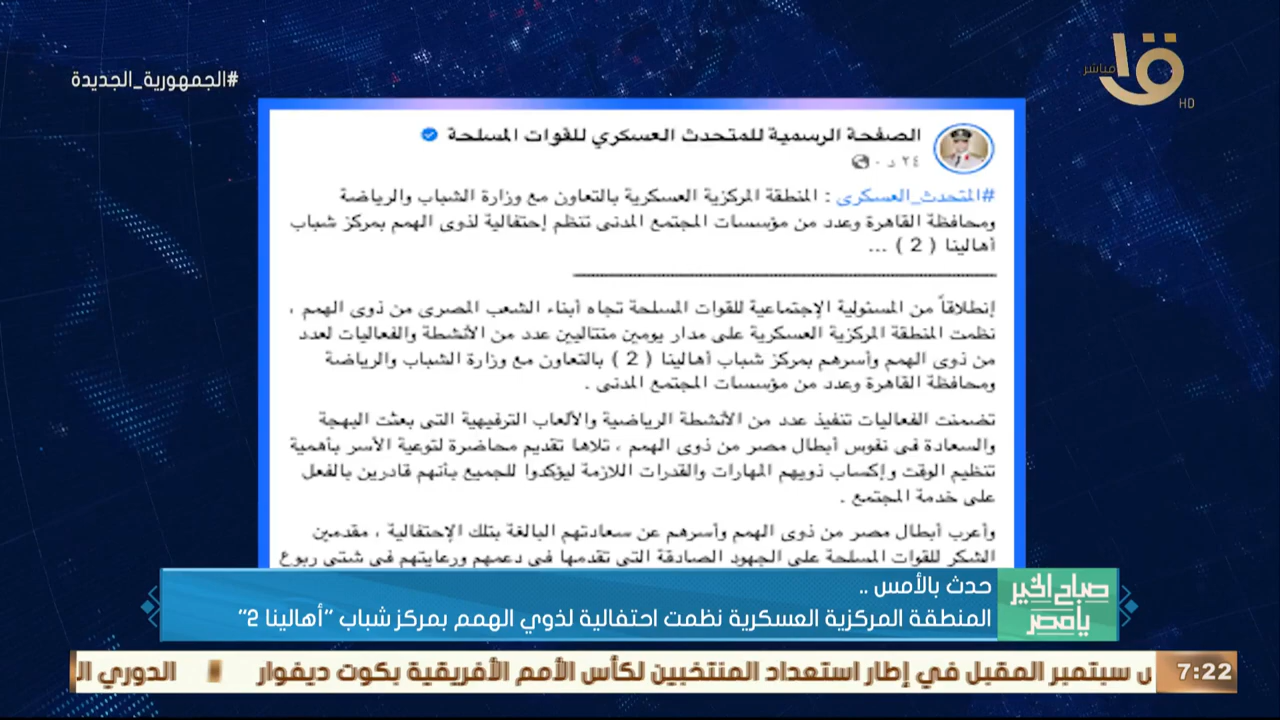 #الجمهورية_الجديدة
مباشر
HD
الصفحة الرسمية للمتحدث العسكري للقوات المسلحة
٢٤ د ·
#المتحدث_العسكرى : المنطقة المركزية العسكرية بالتعاون مع وزارة الشباب والرياضة
ومحافظة القاهرة وعدد من مؤسسات المجتمع المدنى تنظم إحتفالية لذوى الهمم بمركز شباب
أهالينا ( 2 ) ...
إنطلاقاً من المسئولية الإجتماعية للقوات المسلحة تجاه أبناء الشعب المصرى من ذوى الهمم ،
نظمت المنطقة المركزية العسكرية على مدار يومين متتاليين عدد من الأنشطة والفعاليات لعدد
من ذوى الهمم وأسرهم بمركز شباب أهالينا ( 2 ) بالتعاون مع وزارة الشباب والرياضة
ومحافظة القاهرة وعدد من مؤسسات المجتمع المدنى .
تضمنت الفعاليات تنفيذ عدد من الأنشطة الرياضية والألعاب الترفيهية التى بعثت البهجة
والسعادة فى نفوس أبطال مصر من ذوى الهمم ، تلاها تقديم محاضرة لتوعية الأسر بأهمية
تنظيم الوقت وإكساب ذويهم المهارات والقدرات اللازمة ليؤكدوا للجميع بأنهم قادرين بالفعل
على خدمة المجتمع .
وأعرب أبطال مصر من ذوى الهمم وأسرهم عن سعادتهم البالغة بتلك الإحتفالية ، مقدمين
الشكر للقوات المسلحة على الجهود الصادقة التى تقدمها فى دعمهم ورعايتهم فى شتى ربوع
صباح الخير
يا مصر
حدث بالأمس ..
المنطقة المركزية العسكرية نظمت احتفالية لذوي الهمم بمركز شباب "أهالينا 2"
7:22
سبتمبر المقبل في إطار استعداد المنتخبين لكأس الأمم الأفريقية بكوت ديفوار
الدوري